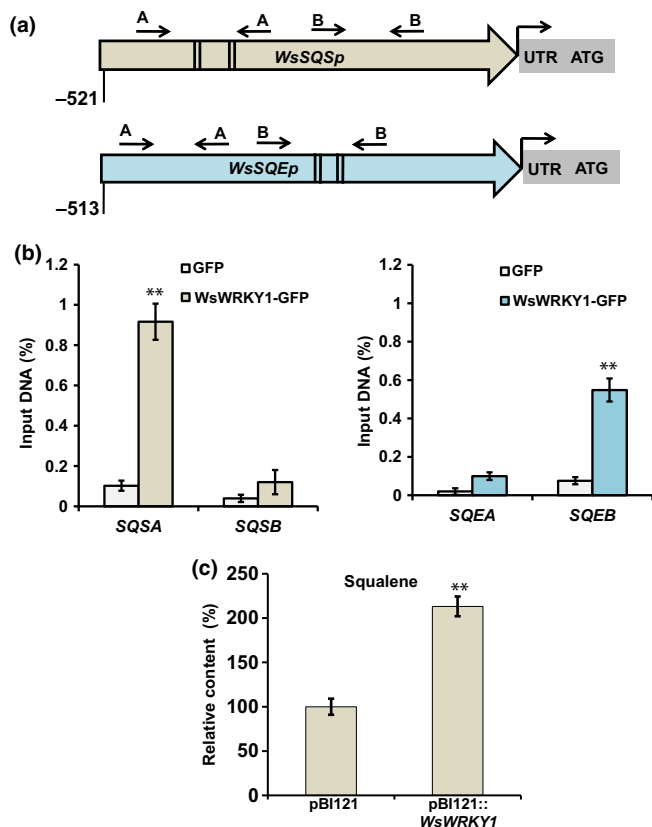 (a)
A A B B
WsSQSp
UTR ATG
–521
A A B B
WsSQEp
UTR ATG
–513
(b)
1.2
1
0.8
0.6
0.4
0.2
0
Input DNA (%)
GFP
WsWRKY1-GFP
**
SQSA SQSB
1.2
1
0.8
0.6
0.4
0.2
0
Input DNA (%)
GFP
WsWRKY1-GFP
**
SQEA SQEB
(c)
Squalene
250
200
150
100
50
0
Relative content (%)
**
pBI121 pBI121::
WsWRKY1